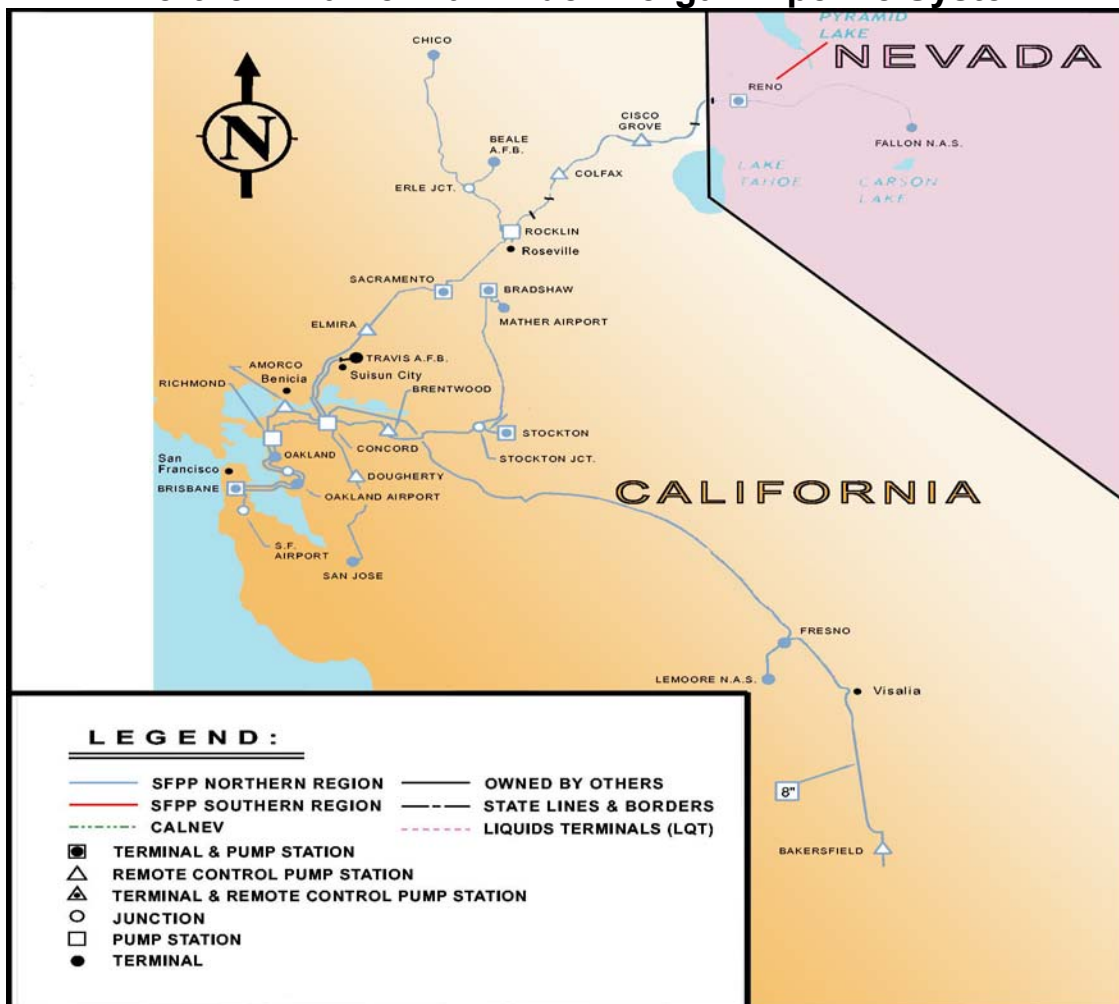 CHICO
PYRAMID
LAKE
NEVADA
N
RENO
CISCO
GROVE
BEALE
A.F.B.
FALLON N.A.S.
LAKE
TAHOE
CARSON
LAKE
COLFAX
ERLE JCT.
ROCKLIN
Roseville
SACRAMENTO
BRADSHAW
MATHER AIRPORT
ELMIRA
TRAVIS A.F.B.
Suisun City
AMORCO
Benicia
RICHMOND
BRENTWOOD
STOCKTON
OAKLAND
CONCORD
STOCKTON JCT.
San
Francisco
DOUGHERTY
BRISBANE
OAKLAND AIRPORT
CALIFORNIA
S.F.
AIRPORT
SAN JOSE
FRESNO
LEMOORE N.A.S.
Visalia
8"
BAKERSFIELD
LEGEND:
SFPP NORTHERN REGION
OWNED BY OTHERS
SFPP SOUTHERN REGION
STATE LINES & BORDERS
CALNEV
LIQUIDS TERMINALS (LQT)
TERMINAL & PUMP STATION
REMOTE CONTROL PUMP STATION
TERMINAL & REMOTE CONTROL PUMP STATION
JUNCTION
PUMP STATION
TERMINAL